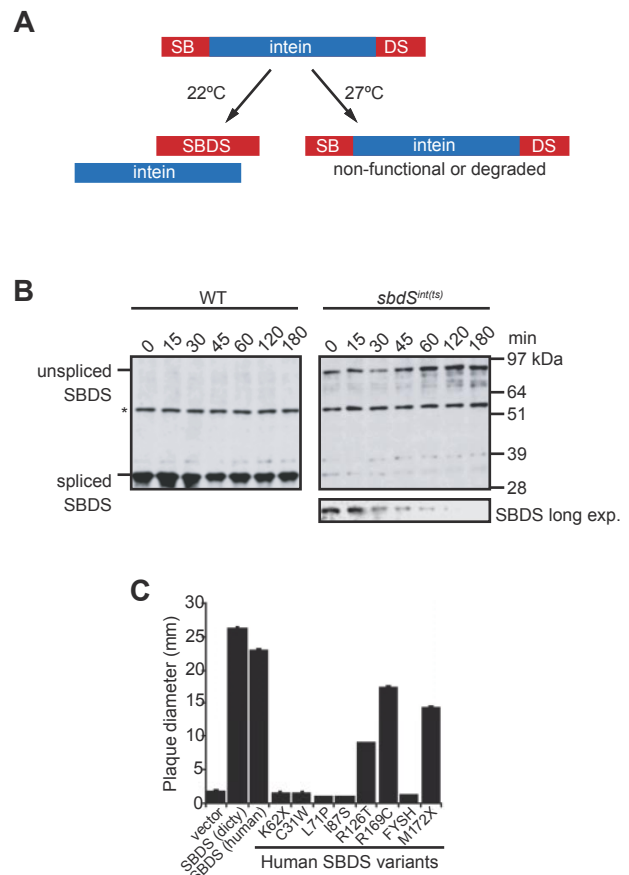 A
SB intein DS
22ºC 27ºC
SBDS SB intein DS
intein non-functional or degraded
B
WT sbdS^int(ts)
0 15 30 45 60 120 180 0 15 30 45 60 120 180 min
97 kDa
unspliced SBDS
64
*
51
39
spliced SBDS
28
SBDS long exp.
C
Plaque diameter (mm)
30
25
20
15
10
5
0
vector SBDS (dicty) SBDS (human) K62X C31W L71P I87S R126T R169C FYSH M172X
Human SBDS variants